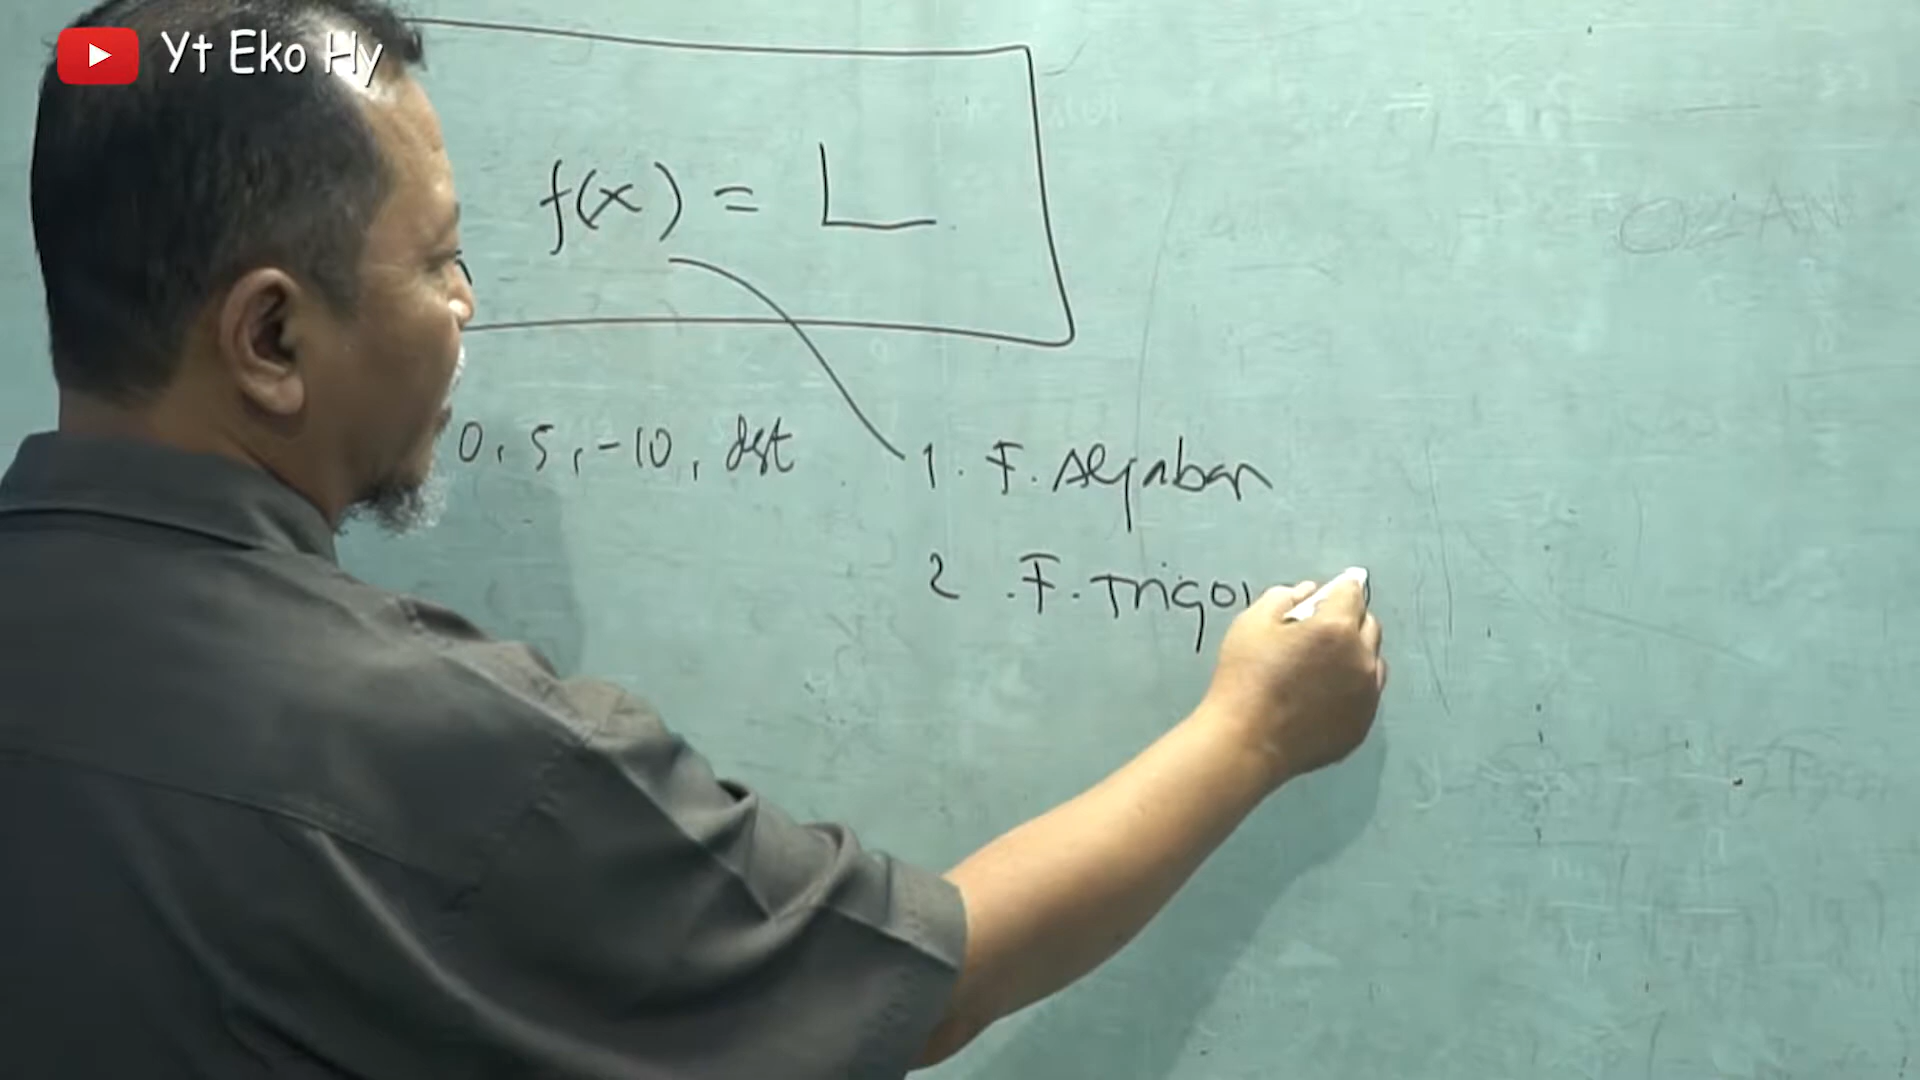 Yt Eko Hy
f(x) = L
0, 5, -10, dst
1. F. Aljabar
2. F. Trigo